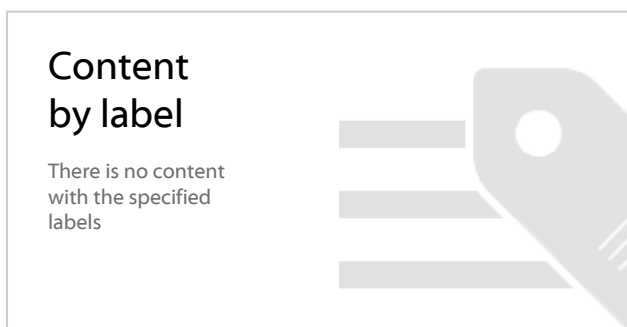 Content
by label
There is no content
with the specified
labels